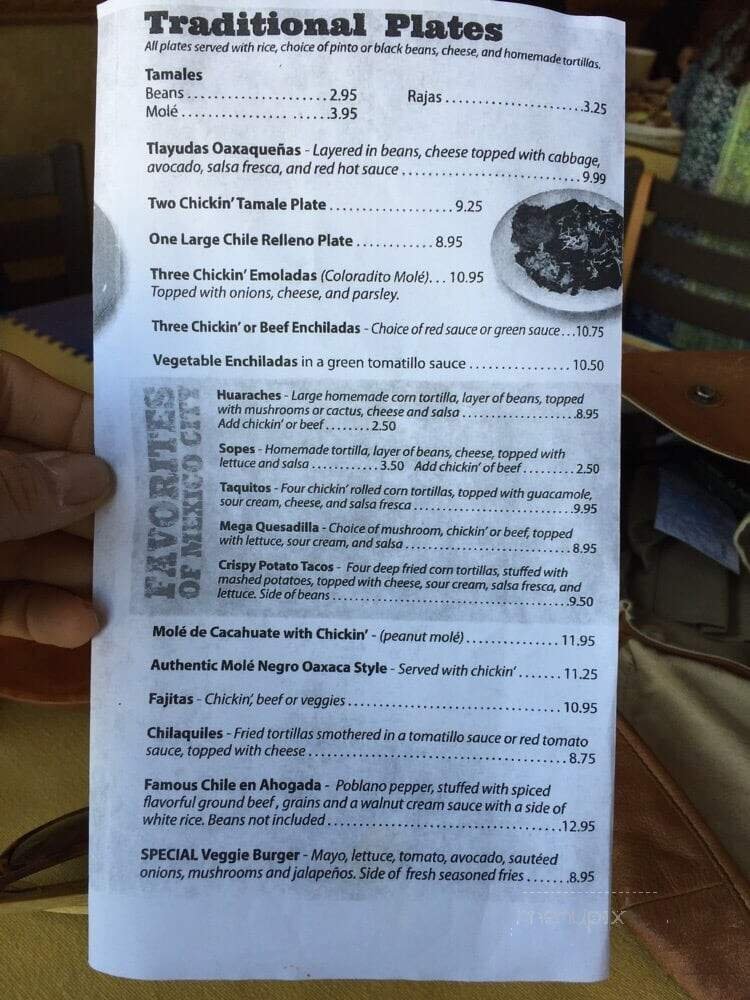 Traditional Plates
All plates served with rice, choice of pinto or black beans, cheese, and homemade tortillas.
Tamales
Beans..........................2.95 Rajas..........................3.25
Molé..........................3.95
Tlayudas Oaxaqueñas - Layered in beans, cheese topped with cabbage,
avocado, salsa fresca, and red hot sauce..........................9.99
Two Chickin' Tamale Plate..................9.25
One Large Chile Relleno Plate............8.95
Three Chickin' Emoladas (Coloradito Molé)...10.95
Topped with onions, cheese, and parsley.
Three Chickin' or Beef Enchiladas - Choice of red sauce or green sauce...10.75
Vegetable Enchiladas in a green tomatillo sauce................10.50
FAVORITES
OF MEXICO CITY
Huaraches - Large homemade corn tortilla, layer of beans, topped
with mushrooms or cactus, cheese and salsa....................8.95
Add chickin' or beef........2.50
Sopes - Homemade tortilla, layer of beans, cheese, topped with
lettuce and salsa............3.50 Add chickin' of beef.........2.50
Taquitos - Four chickin' rolled corn tortillas, topped with guacamole,
sour cream, cheese, and salsa fresca............................9.95
Mega Quesadilla - Choice of mushroom, chickin' or beef, topped
with lettuce, sour cream, and salsa..............................8.95
Crispy Potato Tacos - Four deep fried corn tortillas, stuffed with
mashed potatoes, topped with cheese, sour cream, salsa fresca, and
lettuce. Side of beans..........................................9.50
Molé de Cacahuate with Chickin' - (peanut molé)...............11.95
Authentic Molé Negro Oaxaca Style - Served with chickin'.......11.25
Fajitas - Chickin', beef or veggies...................................10.95
Chilaquiles - Fried tortillas smothered in a tomatillo sauce or red tomato
sauce, topped with cheese..........................................8.75
Famous Chile en Ahogada - Poblano pepper, stuffed with spiced
flavorful ground beef, grains and a walnut cream sauce with a side of
white rice. Beans not included......................................12.95
SPECIAL Veggie Burger - Mayo, lettuce, tomato, avocado, sautéed
onions, mushrooms and jalapeños. Side of fresh seasoned fries.......8.95
menupix